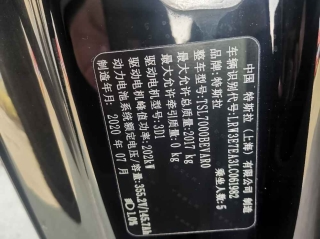 中国 特斯拉（上海）有限公司 制造
车辆识别代号:LRW3E7EA3LC061982
品牌:特斯拉 乘坐人数:5
整车型号:TSL7000BEVAR0
最大允许总质量:2017 kg
最大允许牵引质量:0 kg
驱动电机型号:3D1
驱动电机峰值功率:202kW
动力电池系统额定电压/容量:355.2V/145.7Ah
制造年月:2020 年 07 月